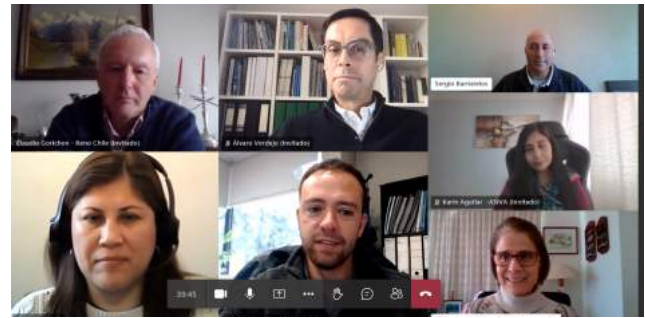 Sergio Barrientos
Claudio Gorichon - Reno Chile (Invitado)
Álvaro Verdejo (Invitado)
Karin Aguilar - ASIVA (Invitado)
39:45